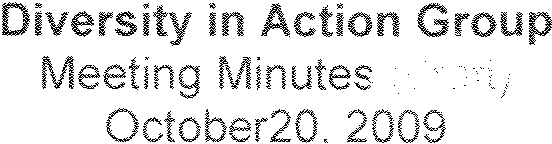 Diversity in Action Group
Meeting Minutes
October20. 2009